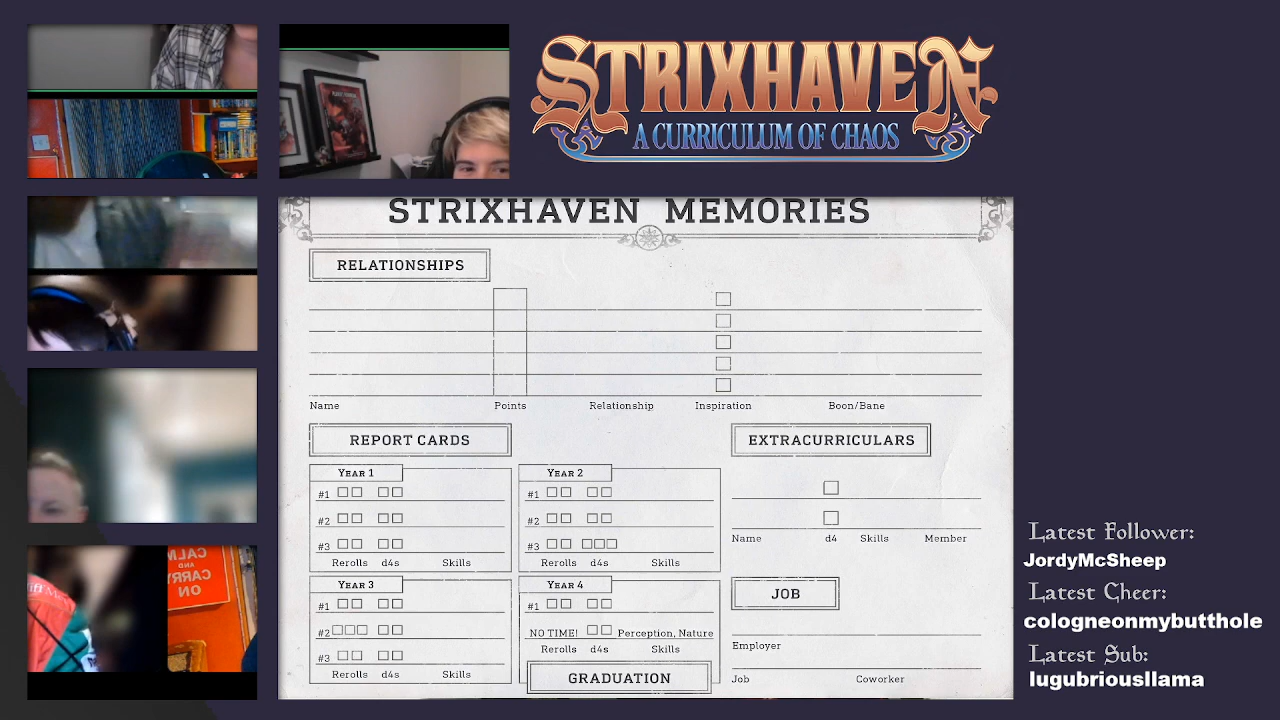 STRIXHAVEN
A CURRICULUM OF CHAOS
STRIXHAVEN MEMORIES
RELATIONSHIPS
Name Points Relationship Inspiration Boon/Bane
REPORT CARDS
YEAR 1
#1
#2
#3
Rerolls d4s Skills
YEAR 2
#1
#2
#3
Rerolls d4s Skills
YEAR 3
#1
#2
#3
Rerolls d4s Skills
YEAR 4
#1
NO TIME! Perception, Nature
Rerolls d4s Skills
GRADUATION
EXTRACURRICULARS
Name d4 Skills Member
JOB
Employer
Job Coworker
Latest Follower:
JordyMcSheep
Latest Cheer:
cologneonmybutthole
Latest Sub:
lugubriousllama
CARRY
ON